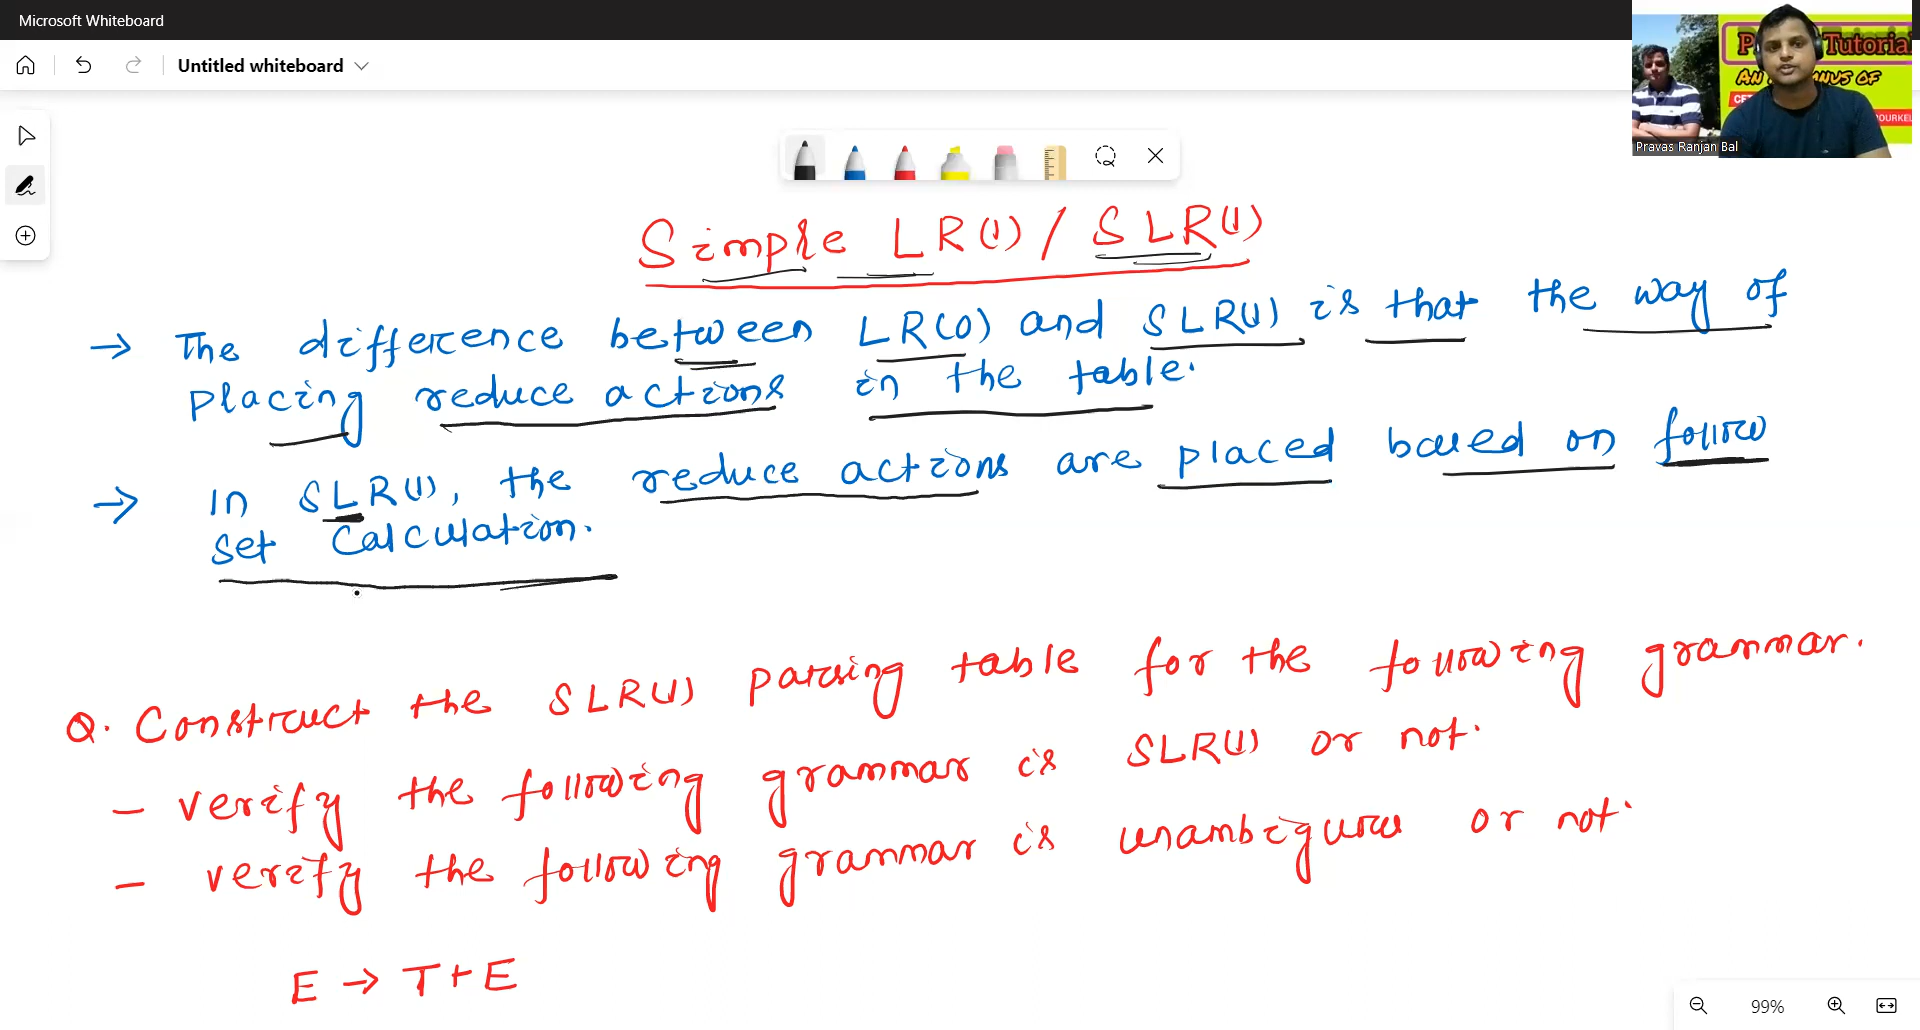 Microsoft Whiteboard
Untitled whiteboard
Tutorial
AN OF
Pravas Ranjan Bal
Simple LR(1) / SLR(1)
→ The difference between LR(0) and SLR(1) is that the way of
placing reduce actions in the table.
→ In SLR(1), the reduce actions are placed based on follow
set calculation.
Q. Construct the SLR(1) parsing table for the following grammar.
- verify the following grammar is SLR(1) or not.
- verify the following grammar is unambiguous or not.
E → T+E
99%